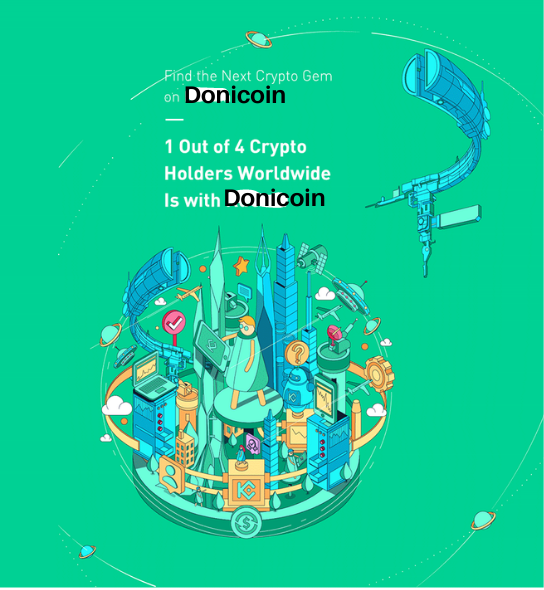 Find the Next Crypto Gem
on Donicoin
1 Out of 4 Crypto
Holders Worldwide
Is with Donicoin